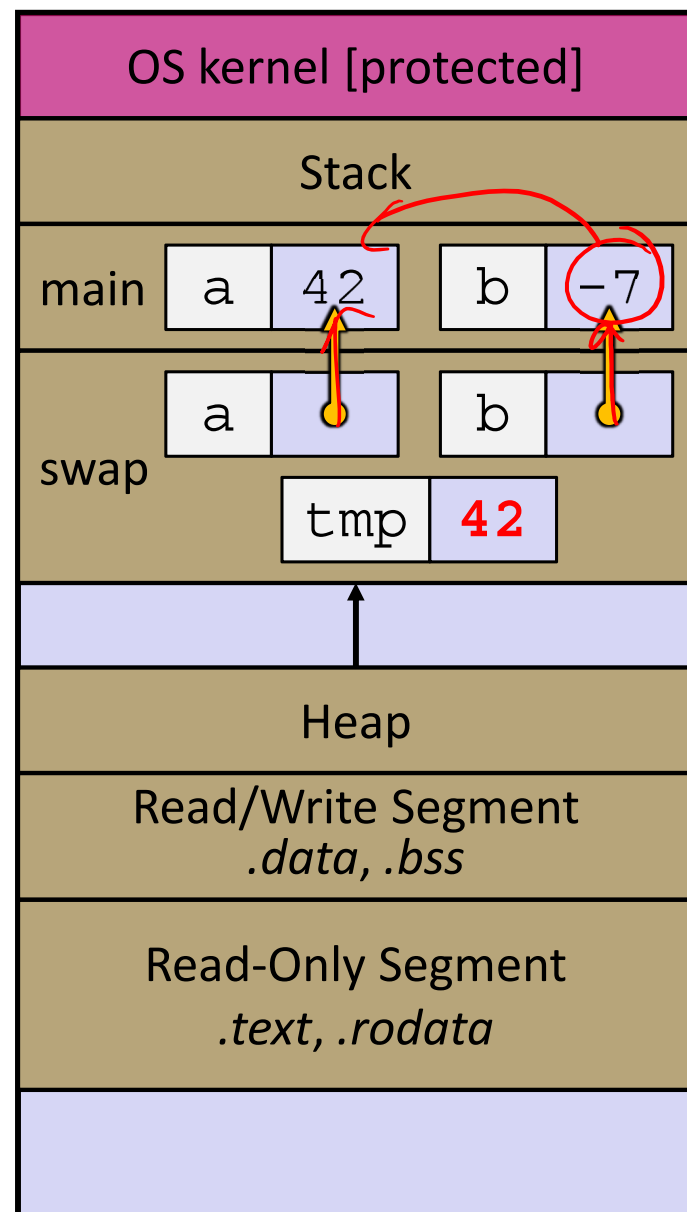 OS kernel [protected]
Stack
main a 42 b -7
swap a b
tmp 42
Heap
Read/Write Segment
.data, .bss
Read-Only Segment
.text, .rodata